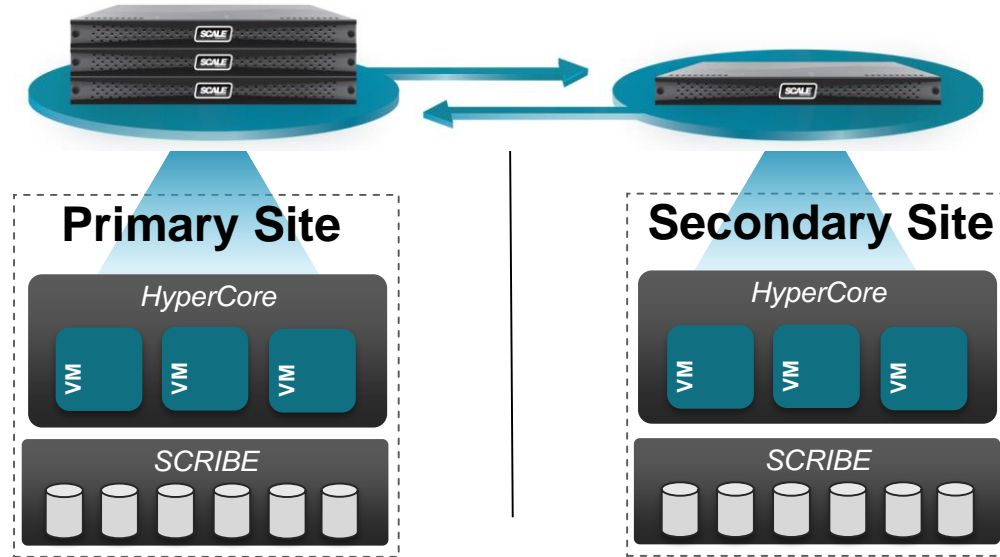 SCALE
SCALE
SCALE
SCALE
Primary Site
HyperCore
VM VM VM
SCRIBE
Secondary Site
HyperCore
VM VM VM
SCRIBE